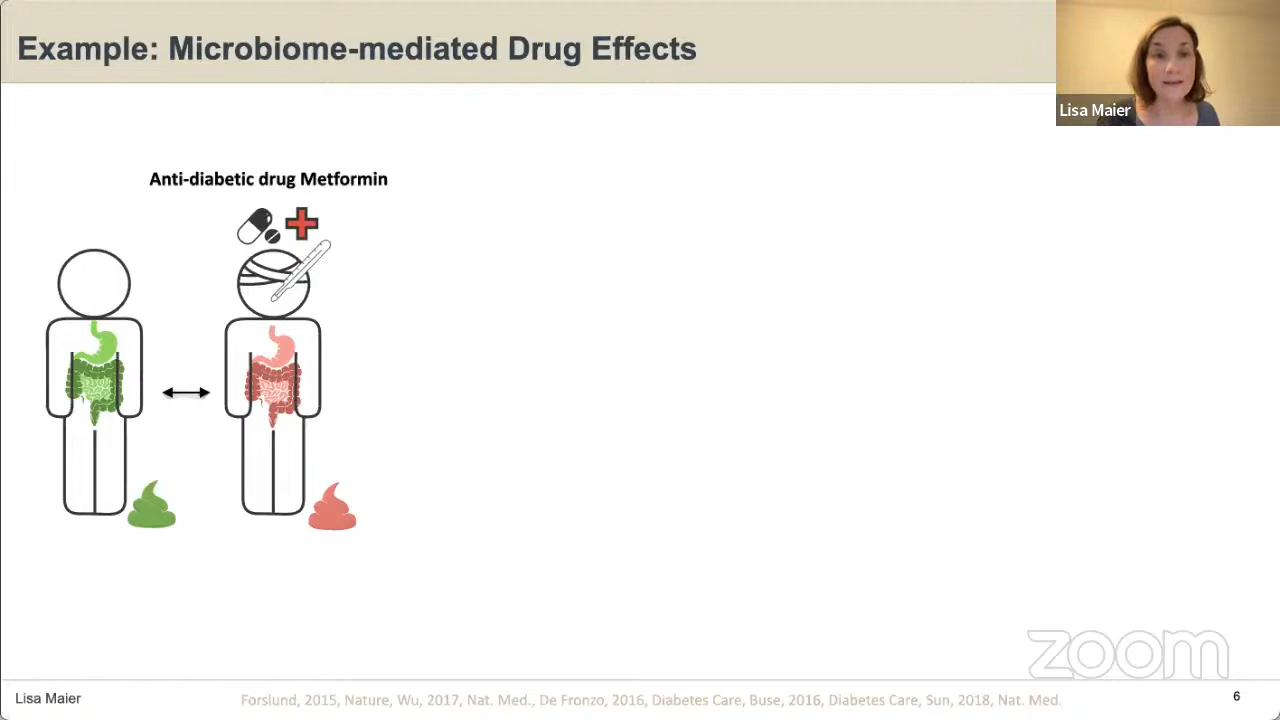 Example: Microbiome-mediated Drug Effects
Lisa Maier
Anti-diabetic drug Metformin
zoom
Lisa Maier
Forslund, 2015, Nature, Wu, 2017, Nat. Med., De Fronzo, 2016, Diabetes Care, Buse, 2016, Diabetes Care, Sun, 2018, Nat. Med.
6